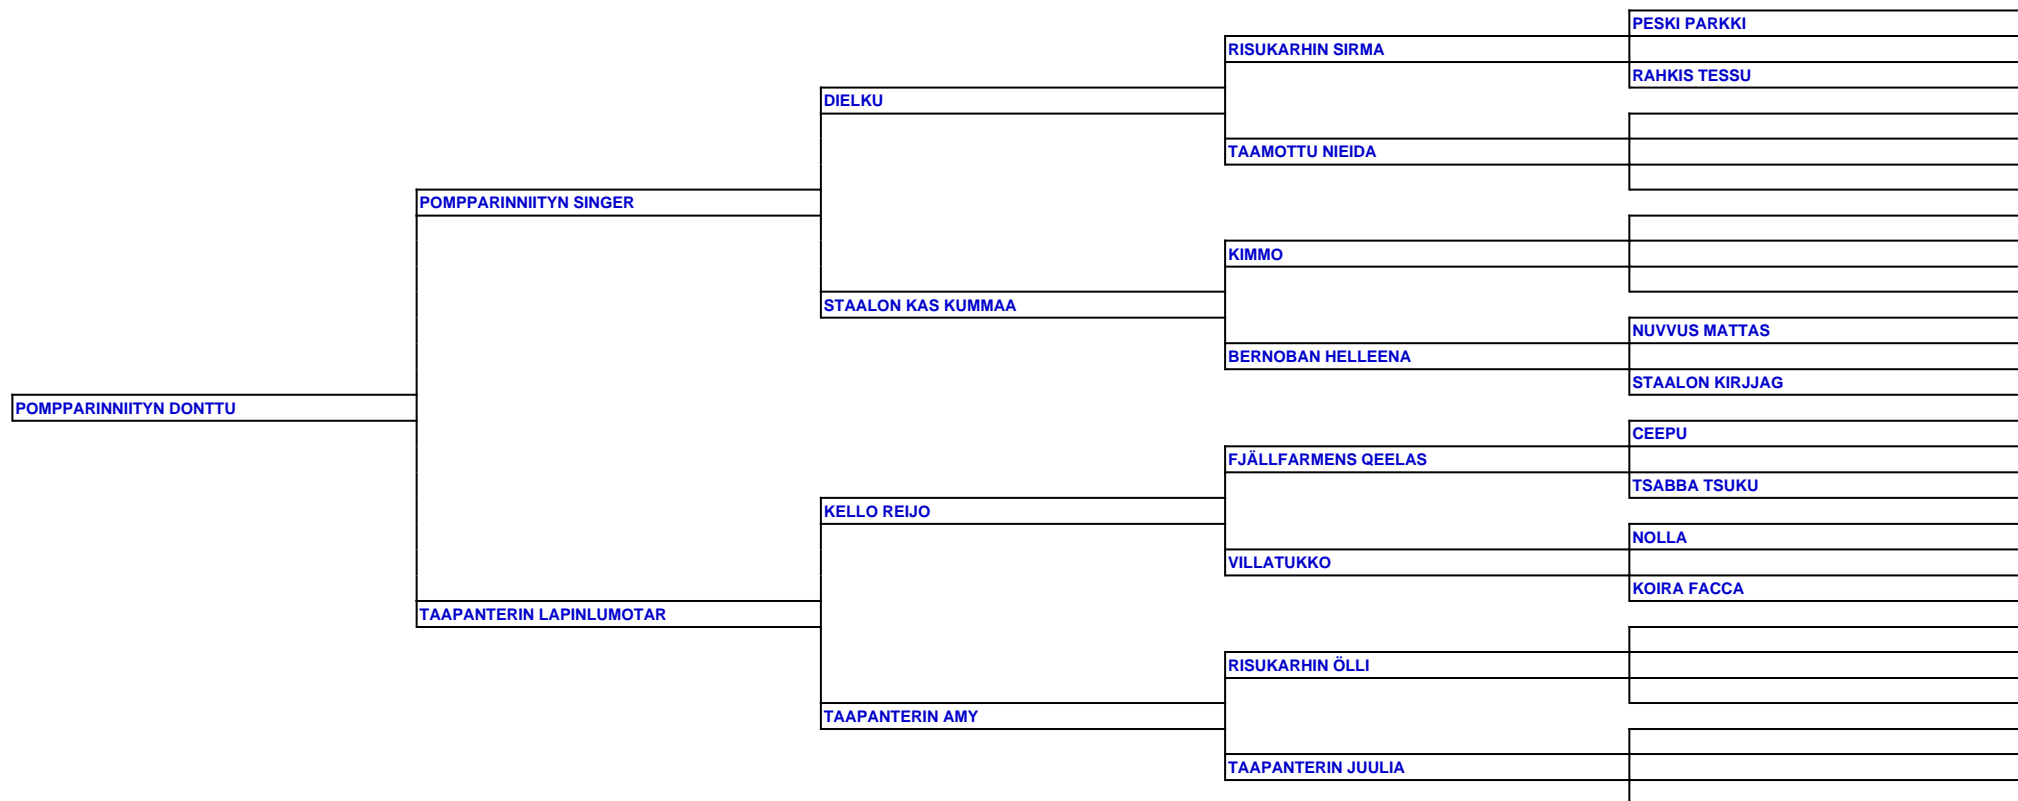 PESKI PARKKI
RISUKARHIN SIRMA
RAHKIS TESSU
DIELKU
TAAMOTTU NIEIDA
POMPPARINNIITYN SINGER
KIMMO
STAALON KAS KUMMAA
NUVVUS MATTAS
BERNOBAN HELLEENA
STAALON KIRJJAG
POMPPARINNIITYN DONTTU
CEEPU
FJÄLLFARMENS QEELAS
TSABBA TSUKU
KELLO REIJO
NOLLA
VILLATUKKO
KOIRA FACCA
TAAPANTERIN LAPINLUMOTAR
RISUKARHIN ÖLLI
TAAPANTERIN AMY
TAAPANTERIN JUULIA